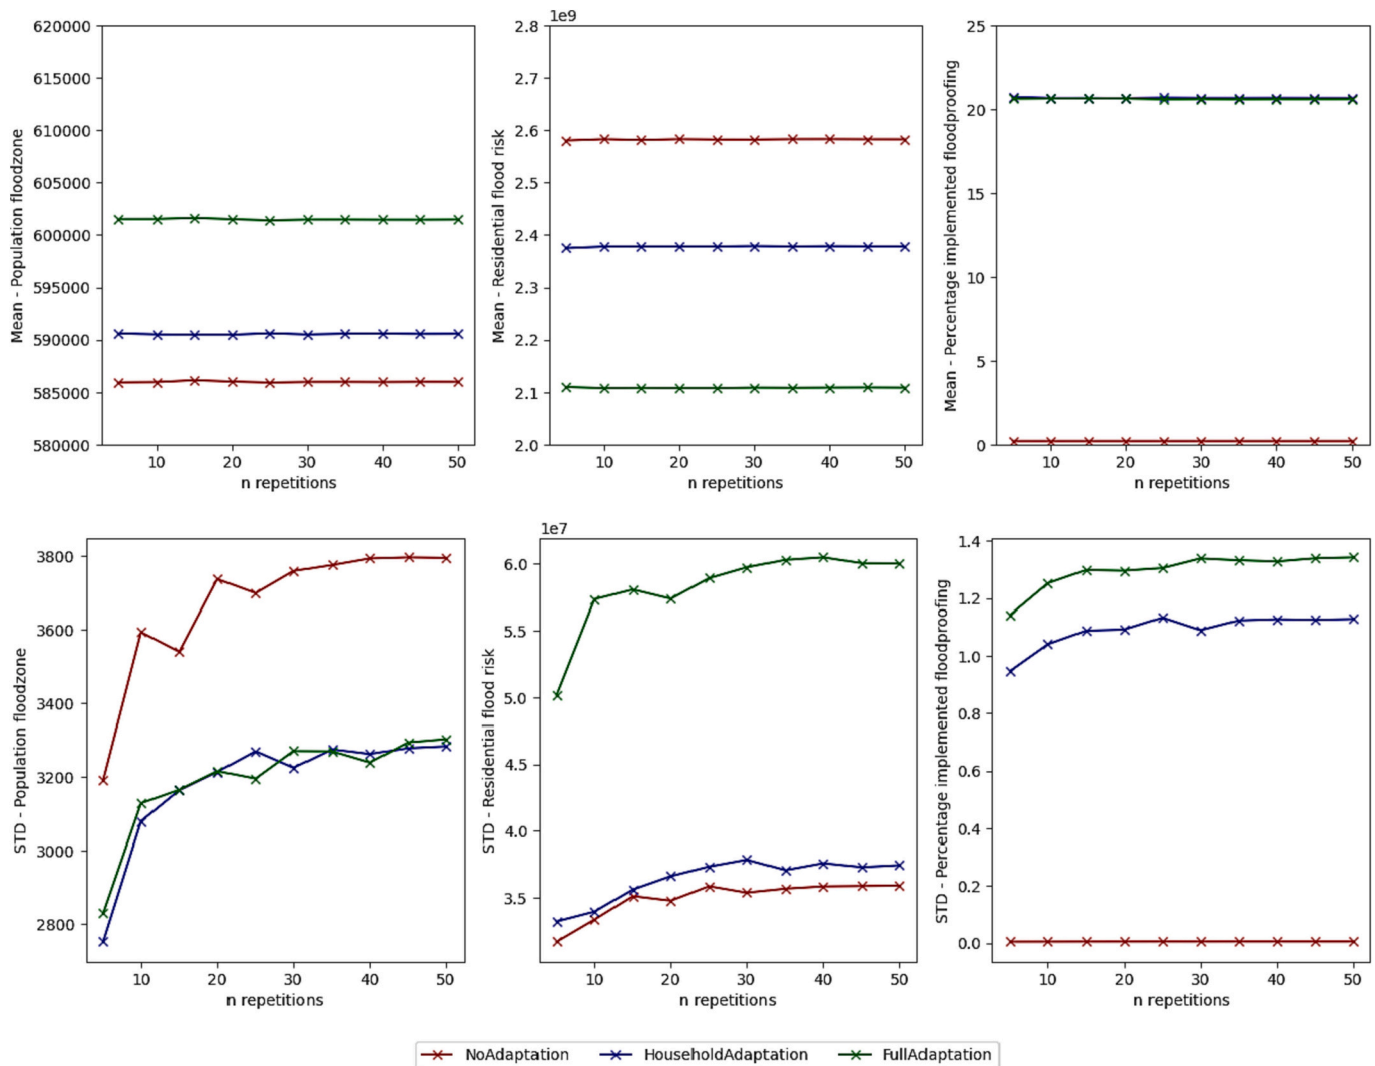 Mean - Population floodzone
620000
615000
610000
605000
600000
595000
590000
585000
580000
10 20 30 40 50
n repetitions
1e9
Mean - Residential flood risk
2.8
2.7
2.6
2.5
2.4
2.3
2.2
2.1
2.0
10 20 30 40 50
n repetitions
Mean - Percentage implemented floodproofing
25
20
15
10
5
0
10 20 30 40 50
n repetitions
STD - Population floodzone
3800
3600
3400
3200
3000
2800
10 20 30 40 50
n repetitions
1e7
STD - Residential flood risk
6.0
5.5
5.0
4.5
4.0
3.5
10 20 30 40 50
n repetitions
STD - Percentage implemented floodproofing
1.4
1.2
1.0
0.8
0.6
0.4
0.2
0.0
10 20 30 40 50
n repetitions
NoAdaptation HouseholdAdaptation FullAdaptation